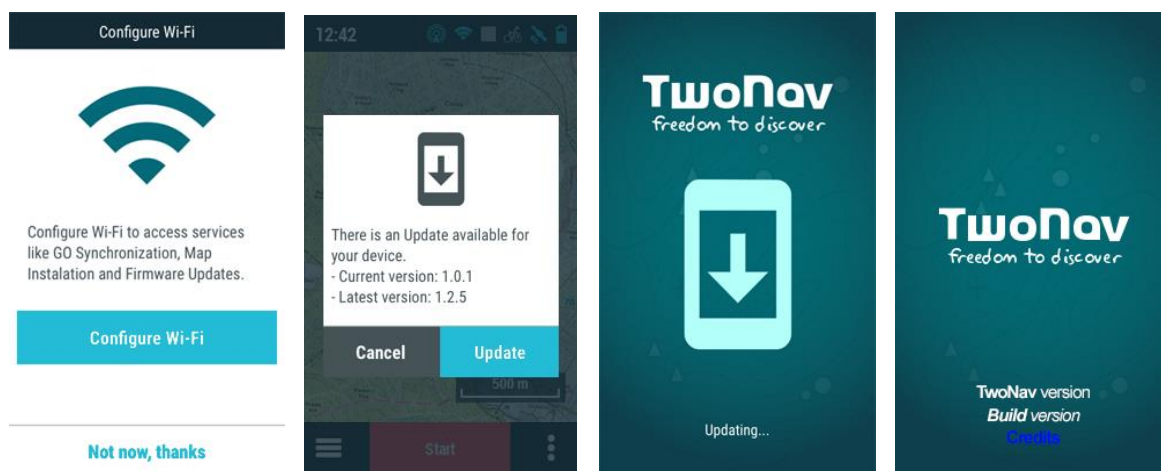 Configure Wi-Fi
Configure Wi-Fi to access services
like GO Synchronization, Map
Instalation and Firmware Updates.
Configure Wi-Fi
Not now, thanks
12:42
There is an Update available for
your device.
- Current version: 1.0.1
- Latest version: 1.2.5
Cancel
Update
500 m
Start
TwoNav
freedom to discover
Updating...
TwoNav
freedom to discover
TwoNav version
Build version
Credits